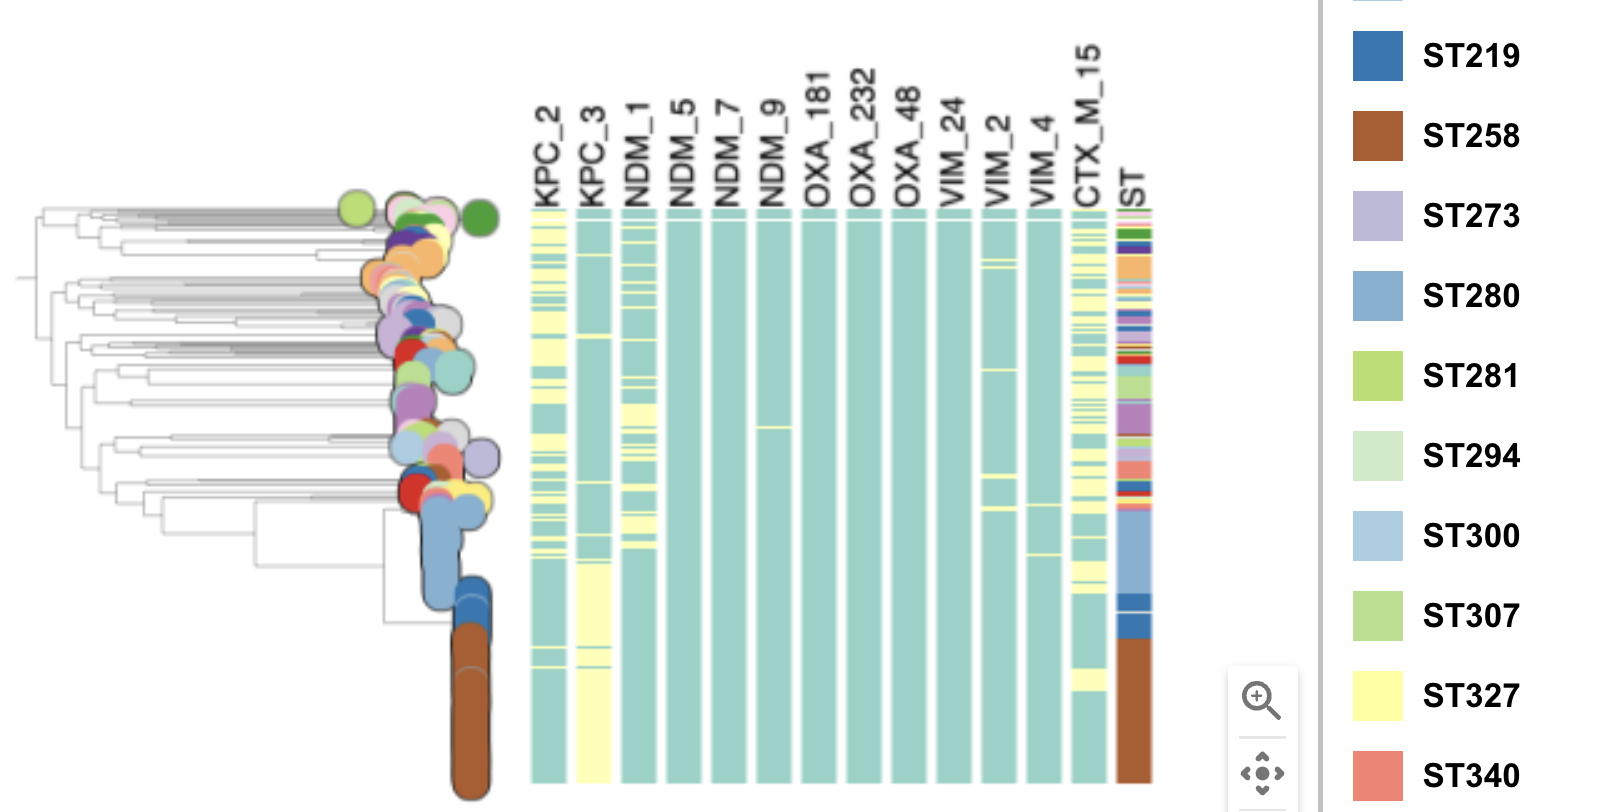 KPC_2
KPC_3
NDM_1
NDM_5
NDM_7
NDM_9
OXA_181
OXA_232
OXA_48
VIM_24
VIM_2
VIM_4
CTX_M_15
ST
ST219
ST258
ST273
ST280
ST281
ST294
ST300
ST307
ST327
ST340